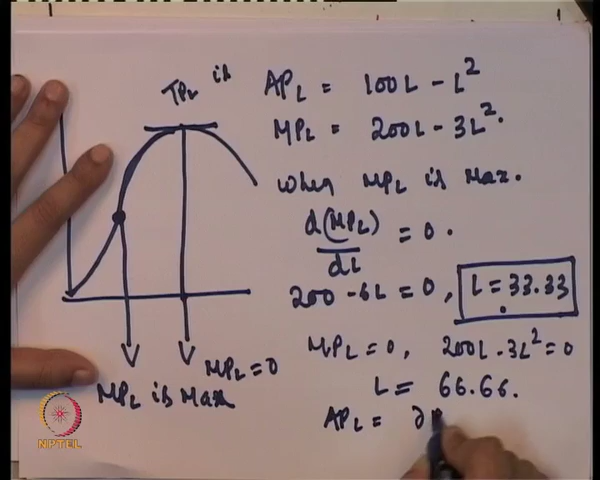 TPL is
APL = 100L - L²
MPL = 200L - 3L².
When MPL is Max.
d(MPL)
dL
= 0.
200 - 6L = 0, L = 33.33
MPL = 0, 200L - 3L² = 0
L = 66.66.
APL =
MPL = 0
MPL is Max
NPTEL